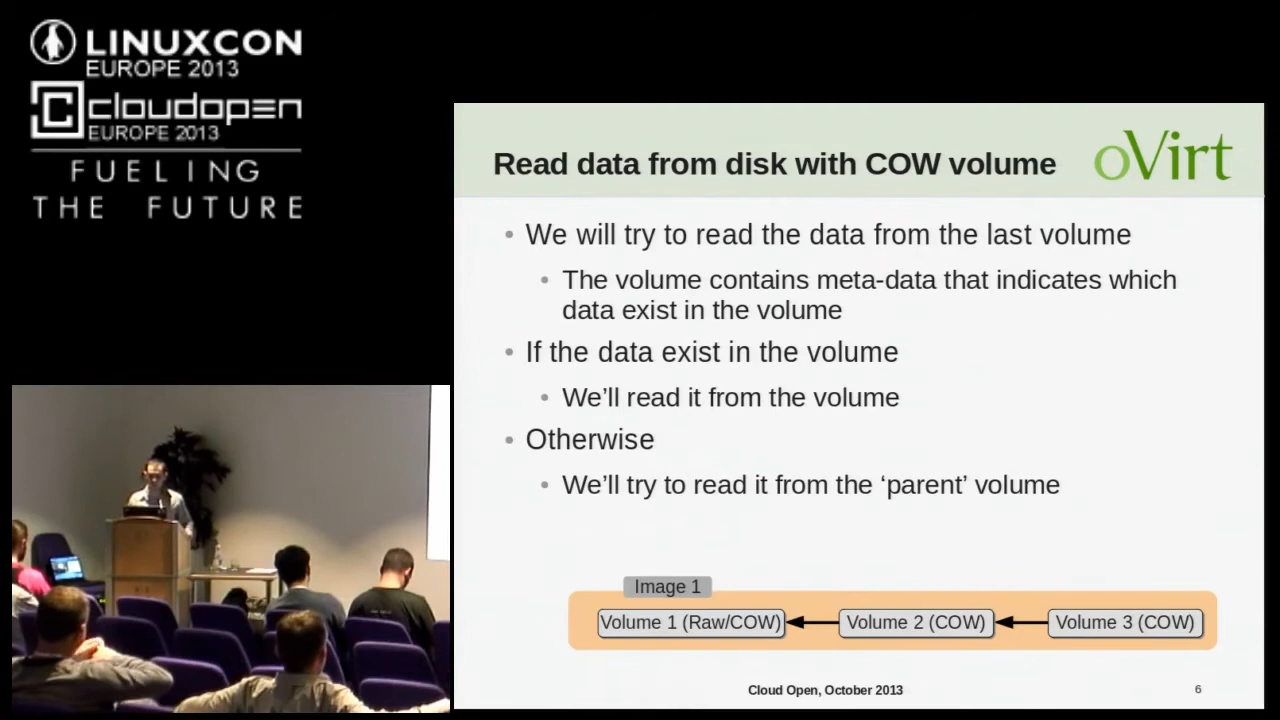 LINUXCON
EUROPE 2013
cloudopen
EUROPE 2013
FUELING
THE FUTURE
Read data from disk with COW volume
oVirt
• We will try to read the data from the last volume
• The volume contains meta-data that indicates which
data exist in the volume
• If the data exist in the volume
• We’ll read it from the volume
• Otherwise
• We’ll try to read it from the ‘parent’ volume
Image 1
Volume 1 (Raw/COW)
Volume 2 (COW)
Volume 3 (COW)
Cloud Open, October 2013
6